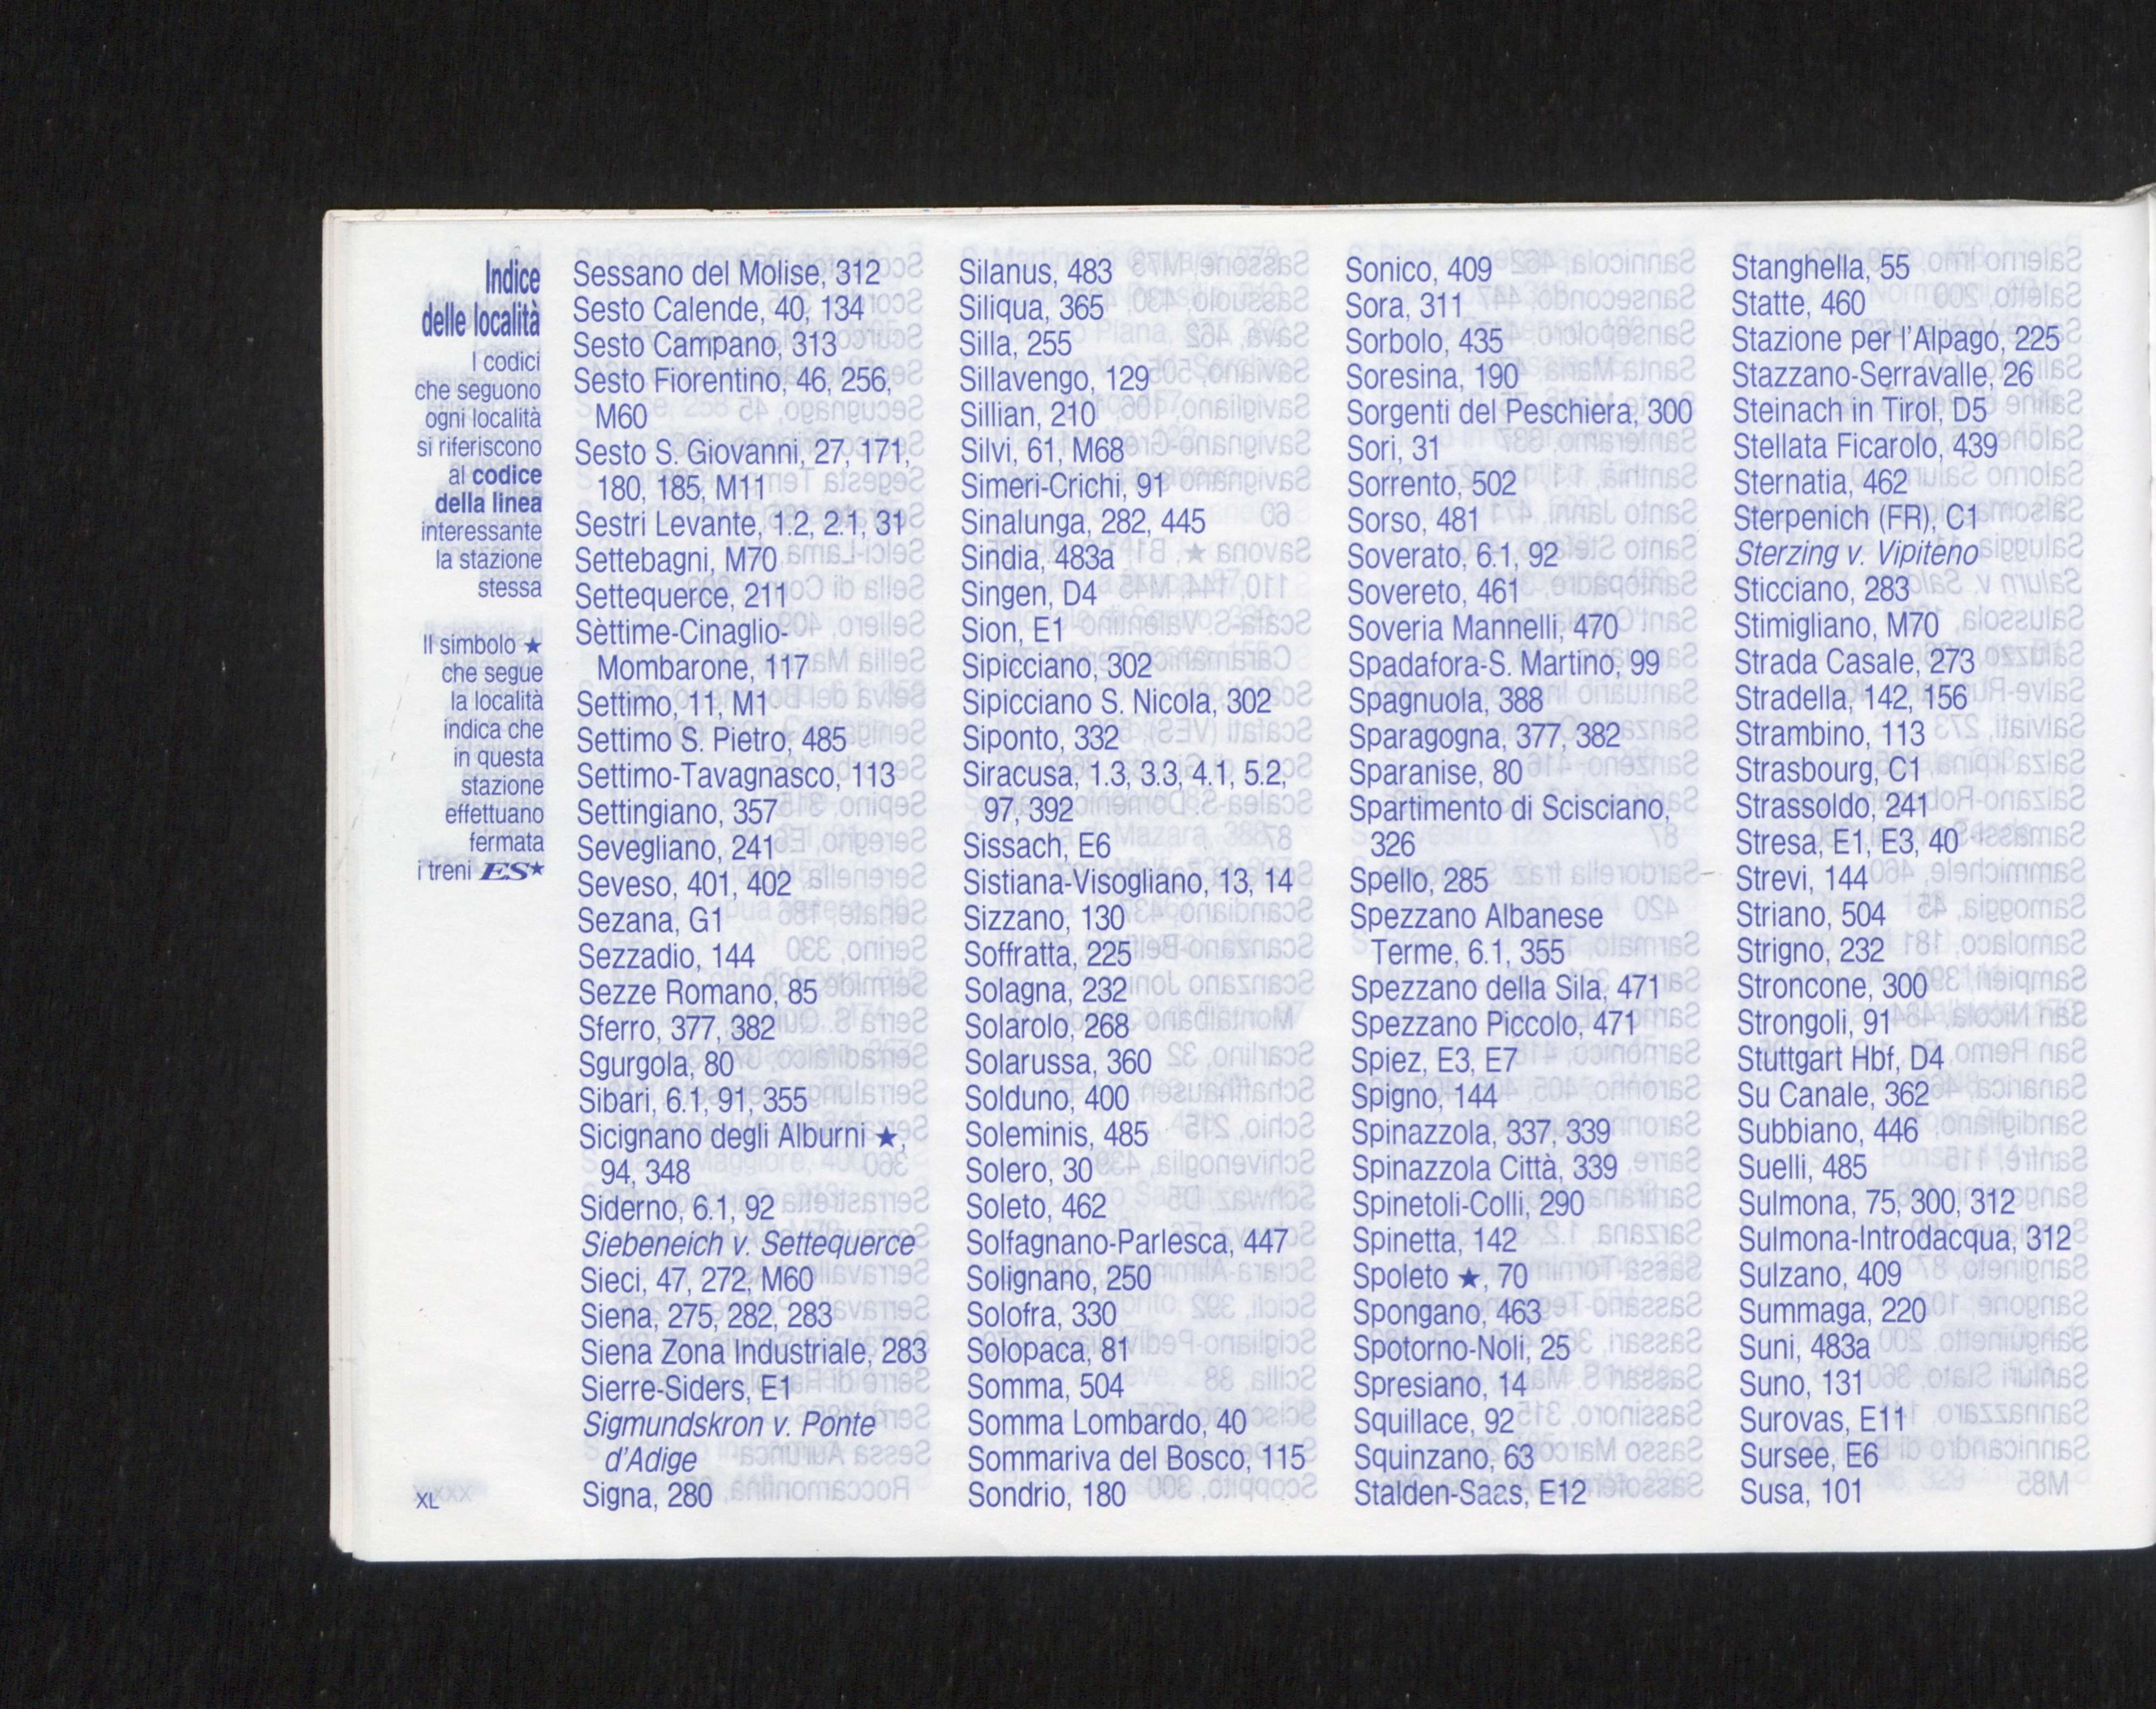 Indice
delle località
I codici
che seguono
ogni località
si riferiscono
al codice
della linea
interessante
la stazione
stessa
Il simbolo ★
che segue
la località
indica che
in questa
stazione
effettuano
fermata
i treni ES★
XL
Sessano del Molise, 312
Sesto Calende, 40, 134
Sesto Campano, 313
Sesto Fiorentino, 46, 256,
M60
Sesto S. Giovanni, 27, 171,
180, 185, M11
Sestri Levante, 1.2, 2.1, 31
Settebagni, M70
Settequerce, 211
Sèttime-Cinaglio-
Mombarone, 117
Settimo, 11, M1
Settimo S. Pietro, 485
Settimo-Tavagnasco, 113
Settingiano, 357
Sevegliano, 241
Seveso, 401, 402
Sezana, G1
Sezzadio, 144
Sezze Romano, 85
Sferro, 377, 382
Sgurgola, 80
Sibari, 6.1, 91, 355
Sicignano degli Alburni ★,
94, 348
Siderno, 6.1, 92
Siebeneich v. Settequerce
Sieci, 47, 272, M60
Siena, 275, 282, 283
Siena Zona Industriale, 283
Sierre-Siders, E1
Sigmundskron v. Ponte
d'Adige
Signa, 280
Silanus, 483
Siliqua, 365
Silla, 255
Sillavengo, 129
Sillian, 210
Silvi, 61, M68
Simeri-Crichi, 91
Sinalunga, 282, 445
Sindia, 483a
Singen, D4
Sion, E1
Sipicciano, 302
Sipicciano S. Nicola, 302
Siponto, 332
Siracusa, 1.3, 3.3, 4.1, 5.2,
97, 392
Sissach, E6
Sistiana-Visogliano, 13, 14
Sizzano, 130
Soffratta, 225
Solagna, 232
Solarolo, 268
Solarussa, 360
Solduno, 400
Soleminis, 485
Solero, 30
Soleto, 462
Solfagnano-Parlesca, 447
Solignano, 250
Solofra, 330
Solopaca, 81
Somma, 504
Somma Lombardo, 40
Sommariva del Bosco, 115
Sondrio, 180
Sonico, 409
Sora, 311
Sorbolo, 435
Soresina, 190
Sorgenti del Peschiera, 300
Sori, 31
Sorrento, 502
Sorso, 481
Soverato, 6.1, 92
Sovereto, 461
Soveria Mannelli, 470
Spadafora-S. Martino, 99
Spagnuola, 388
Sparagogna, 377, 382
Sparanise, 80
Spartimento di Scisciano,
326
Spello, 285
Spezzano Albanese
Terme, 6.1, 355
Spezzano della Sila, 471
Spezzano Piccolo, 471
Spiez, E3, E7
Spigno, 144
Spinazzola, 337, 339
Spinazzola Città, 339
Spinetoli-Colli, 290
Spinetta, 142
Spoleto ★, 70
Spongano, 463
Spotorno-Noli, 25
Spresiano, 14
Squillace, 92
Squinzano, 63
Stalden-Saas, E12
Stanghella, 55
Statte, 460
Stazione per l'Alpago, 225
Stazzano-Serravalle, 26
Steinach in Tirol, D5
Stellata Ficarolo, 439
Sternatia, 462
Sterpenich (FR), C1
Sterzing v. Vipiteno
Sticciano, 283
Stimigliano, M70
Strada Casale, 273
Stradella, 142, 156
Strambino, 113
Strasbourg, C1
Strassoldo, 241
Stresa, E1, E3, 40
Strevi, 144
Striano, 504
Strigno, 232
Stroncone, 300
Strongoli, 91
Stuttgart Hbf, D4
Su Canale, 362
Subbiano, 446
Suelli, 485
Sulmona, 75, 300, 312
Sulmona-Introdacqua, 312
Sulzano, 409
Summaga, 220
Suni, 483a
Suno, 131
Surovas, E11
Sursee, E6
Susa, 101